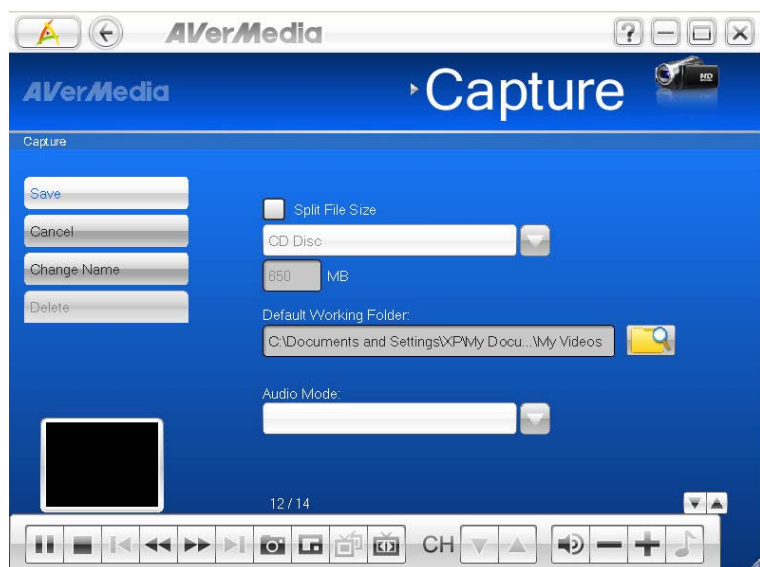 AVerMedia
AVerMedia
Capture
HD
Capture
Save
Cancel
Change Name
Delete
Split File Size
CD Disc
650 MB
Default Working Folder:
C:\Documents and Settings\XP\My Docu...\My Videos
Audio Mode:
12 / 14
CH